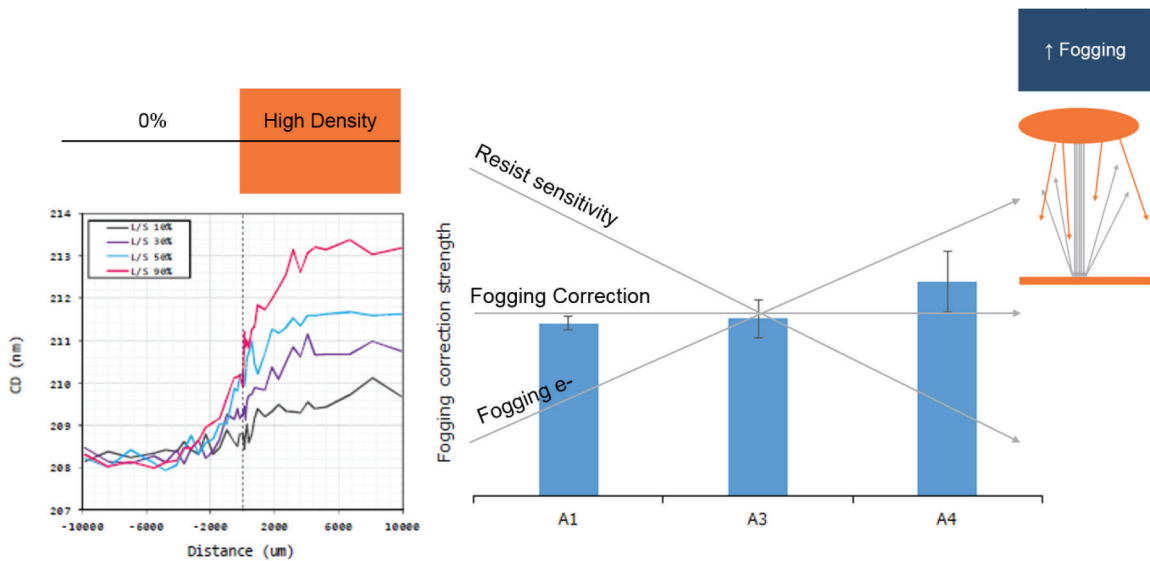 ↑ Fogging
0%
High Density
214
213
212
211
210
209
208
207
CD (nm)
L/S 10%
L/S 30%
L/S 50%
L/S 90%
-10000
-6000
-2000
2000
6000
10000
Distance (um)
Fogging correction strength
Resist sensitivity
Fogging Correction
Fogging e-
A1
A3
A4